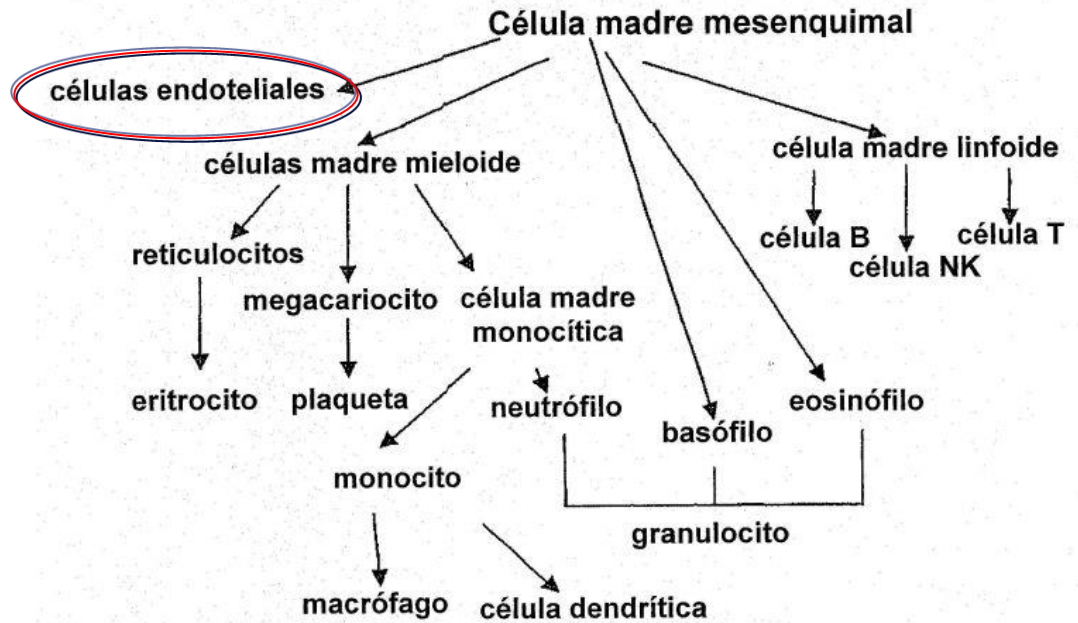 Célula madre mesenquimal
células endoteliales
células madre mieloide
célula madre linfoide
célula B
célula T
célula NK
reticulocitos
megacariocito
célula madre
monocítica
eritrocito
plaqueta
neutrófilo
basófilo
eosinófilo
monocito
granulocito
macrófago
célula dendrítica